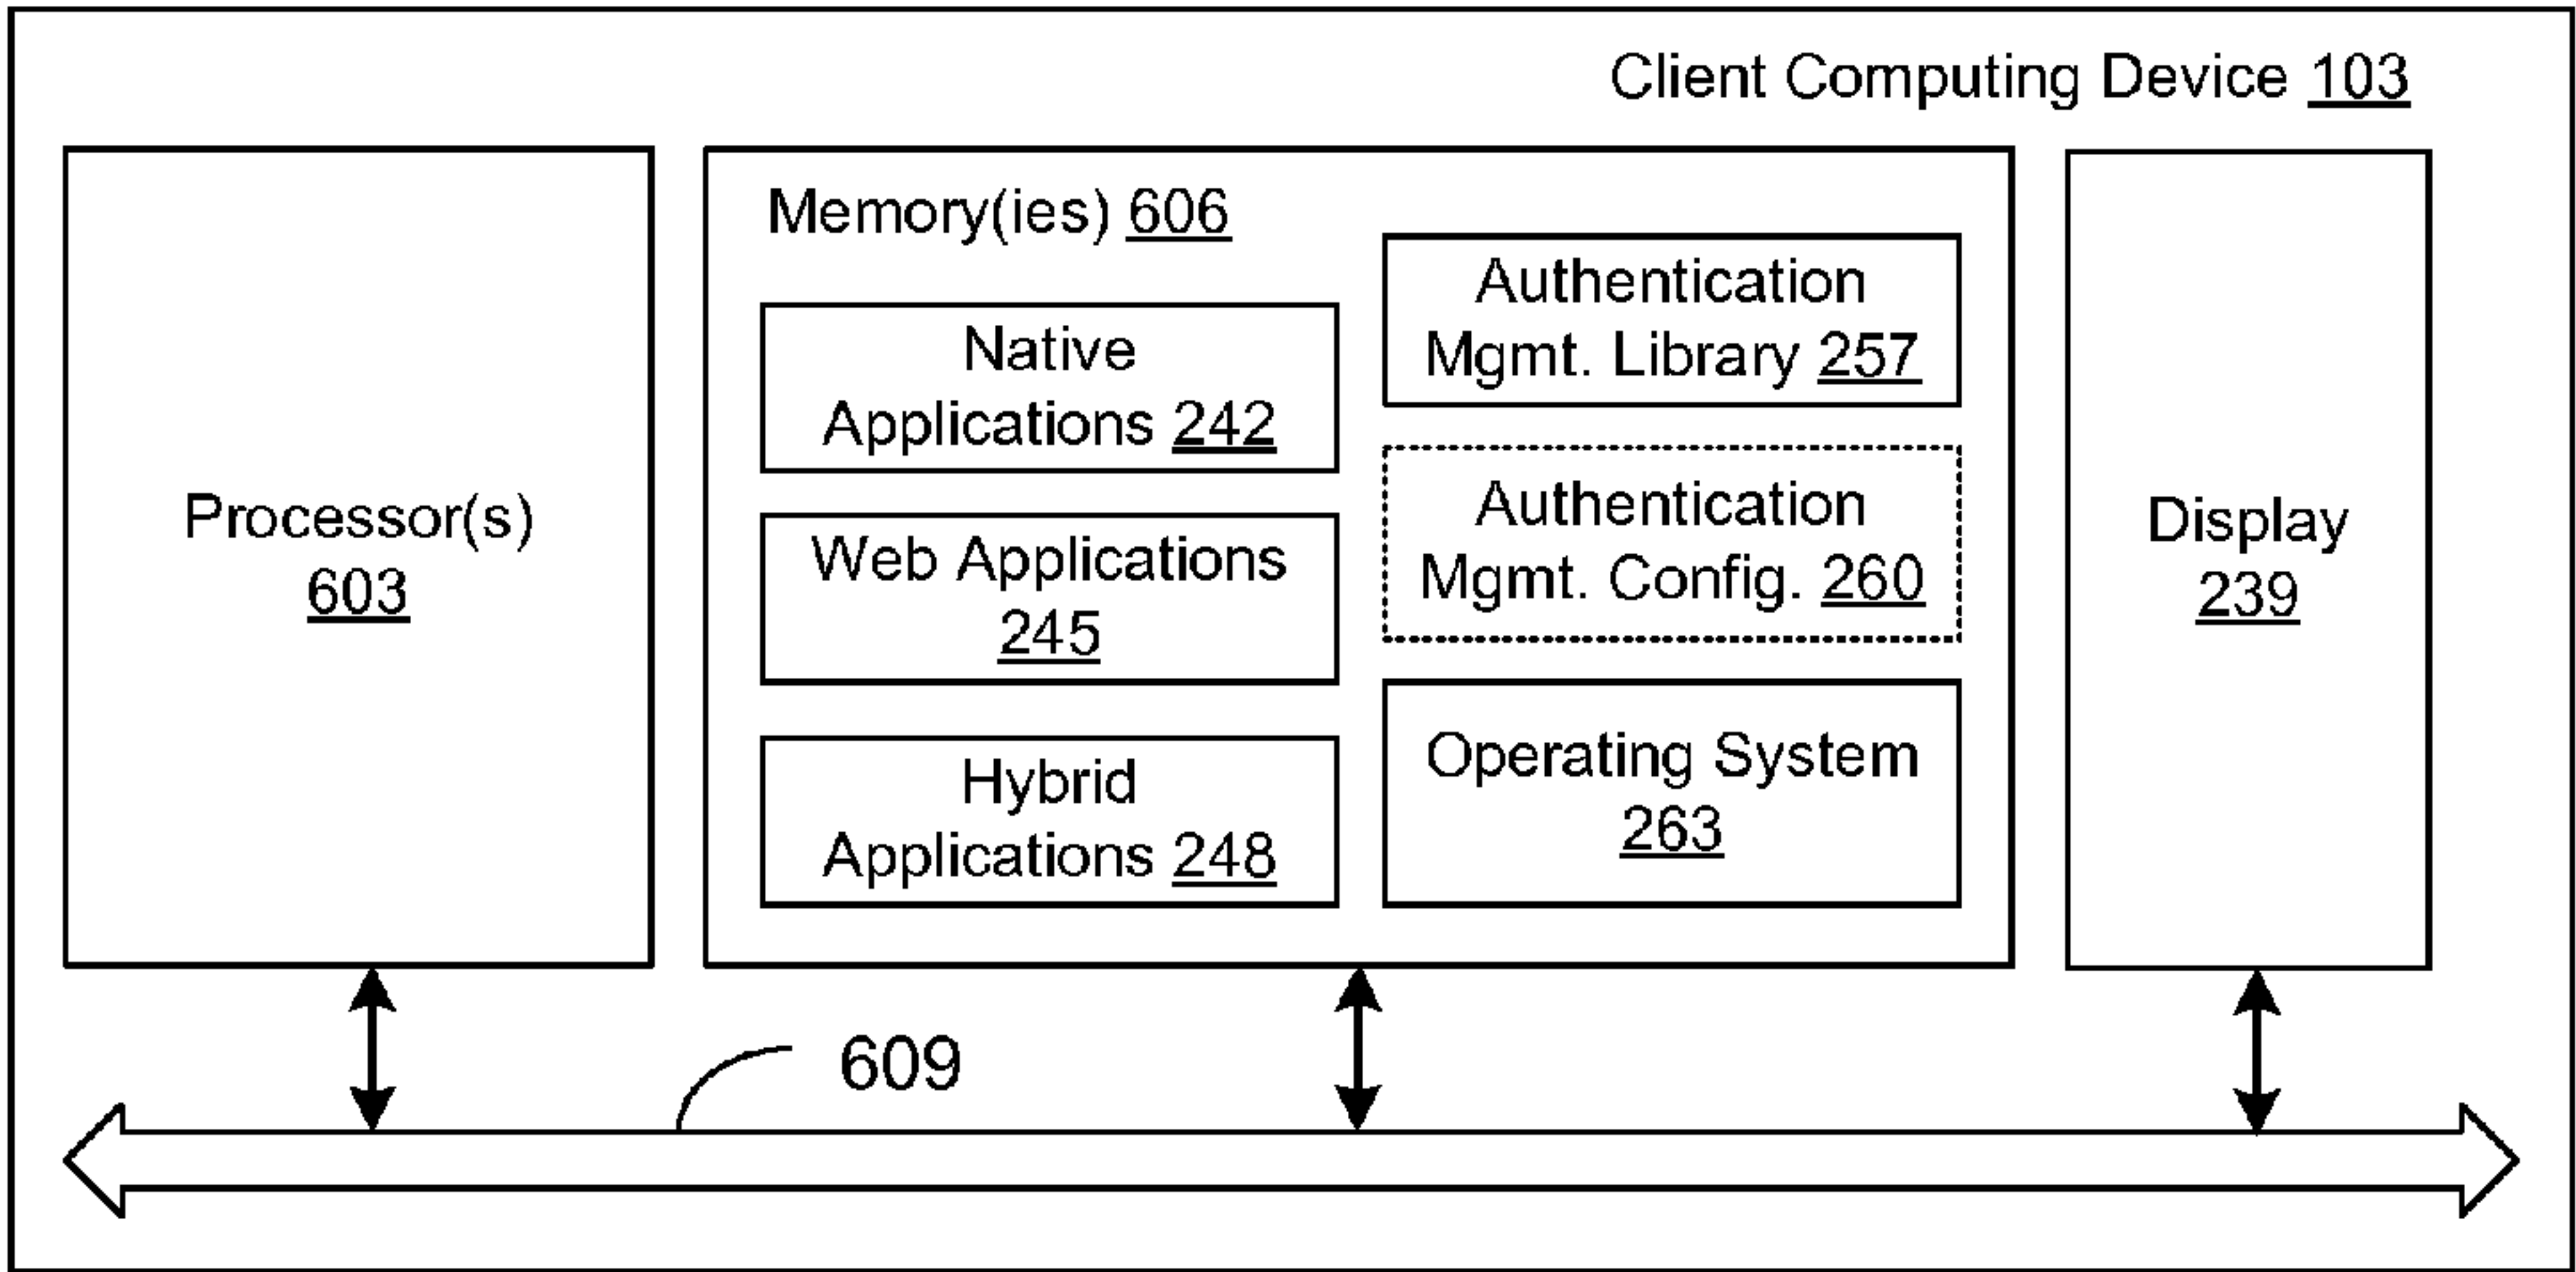 Client Computing Device 103
Processor(s)
603
Memory(ies) 606
Native
Applications 242
Web Applications
245
Hybrid
Applications 248
Authentication
Mgmt. Library 257
Authentication
Mgmt. Config. 260
Operating System
263
Display
239
609